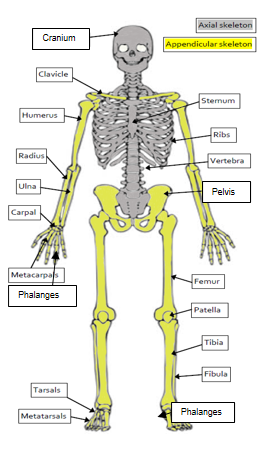 Axial skeleton
Appendicular skeleton
Cranium
Clavicle
Sternum
Humerus
Ribs
Radius
Vertebra
Ulna
Pelvis
Carpal
Metacarpals
Phalanges
Femur
Patella
Tibia
Fibula
Tarsals
Metatarsals
Phalanges